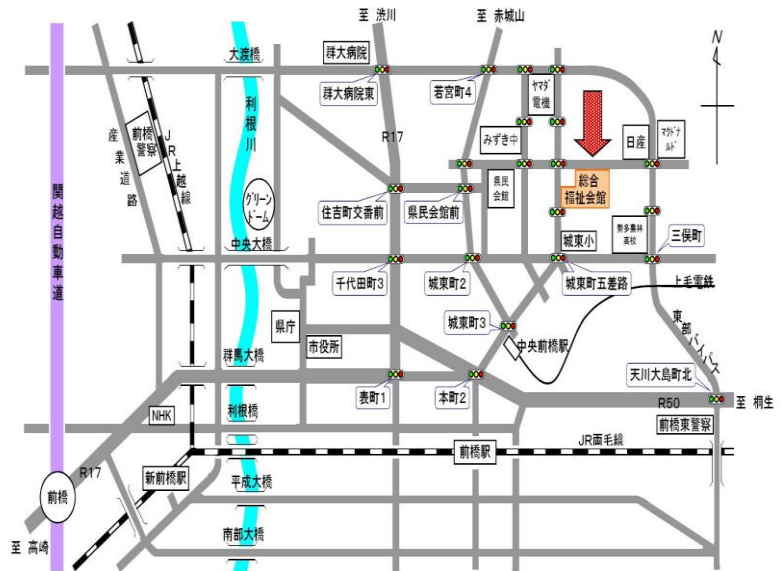 至 渋川
至 赤城山
N
大渡橋
群大病院
群大病院東
若宮町4
ヤマダ
電機
利根川
R17
みずき中
日産
マクドナルド
前橋
警察
産業道路
JR上越線
関越自動車道
グリーン
ドーム
住吉町交番前
県民会館前
県民
会館
総合
福祉会館
勢多農林
高校
三俣町
中央大橋
城東小
千代田町3
城東町2
城東町五差路
上毛電鉄
県庁
市役所
城東町3
中央前橋駅
東部バイパス
群馬大橋
表町1
本町2
天川大島町北
R50
至 桐生
NHK
利根橋
前橋東警察
JR両毛線
前橋駅
新前橋駅
R17
前橋
平成大橋
南部大橋
至 高崎